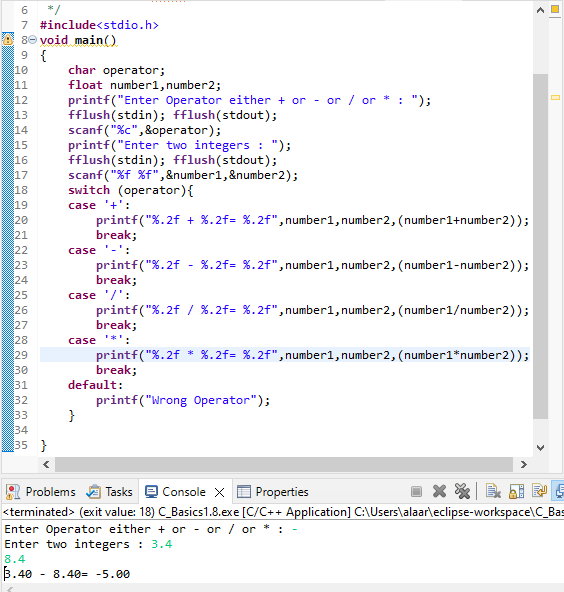 6 */
7 #include<stdio.h>
8 void main()
9 {
10 char operator;
11 float number1,number2;
12 printf("Enter Operator either + or - or / or * : ");
13 fflush(stdin); fflush(stdout);
14 scanf("%c",&operator);
15 printf("Enter two integers : ");
16 fflush(stdin); fflush(stdout);
17 scanf("%f %f",&number1,&number2);
18 switch (operator){
19 case '+':
20 printf("%.2f + %.2f= %.2f",number1,number2,(number1+number2));
21 break;
22 case '-':
23 printf("%.2f - %.2f= %.2f",number1,number2,(number1-number2));
24 break;
25 case '/':
26 printf("%.2f / %.2f= %.2f",number1,number2,(number1/number2));
27 break;
28 case '*':
29 printf("%.2f * %.2f= %.2f",number1,number2,(number1*number2));
30 break;
31 default:
32 printf("Wrong Operator");
33 }
34
35 }
Problems Tasks Console Properties
<terminated> (exit value: 18) C_Basics1.8.exe [C/C++ Application] C:\Users\alaar\eclipse-workspace\C_Bas
Enter Operator either + or - or / or * : -
Enter two integers : 3.4
8.4
3.40 - 8.40= -5.00